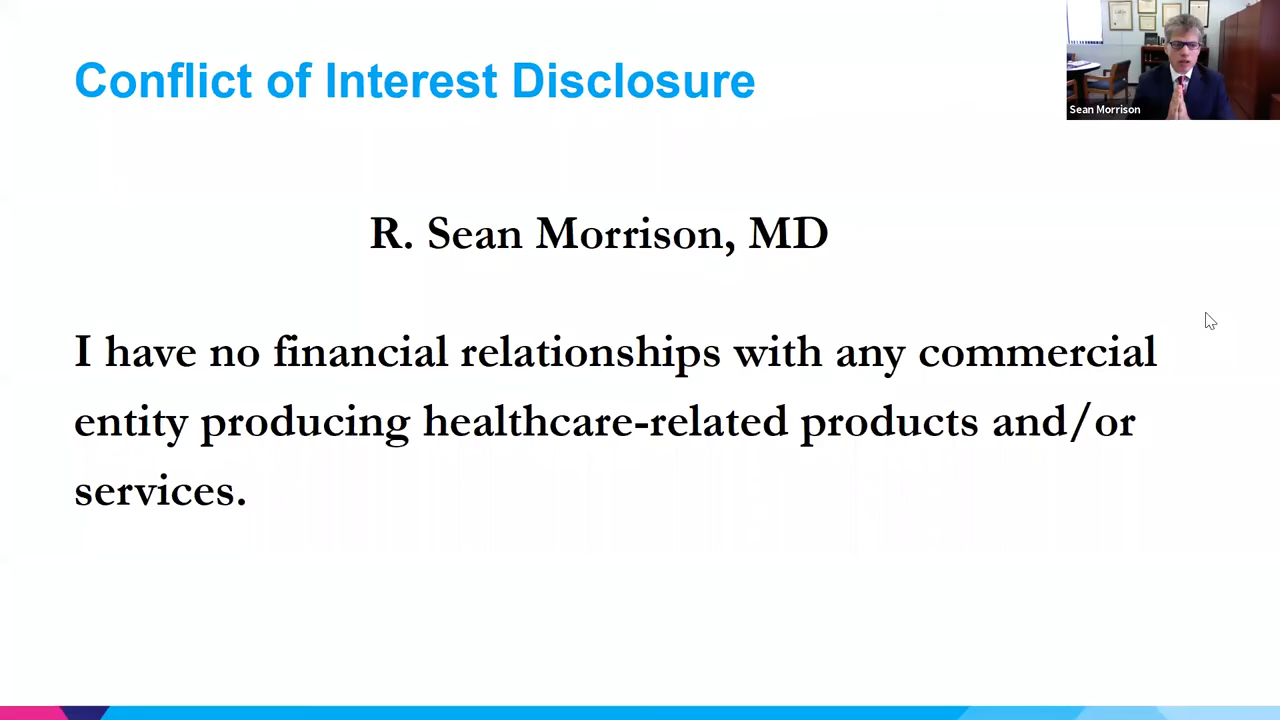 Conflict of Interest Disclosure
Sean Morrison
R. Sean Morrison, MD
I have no financial relationships with any commercial
entity producing healthcare-related products and/or
services.